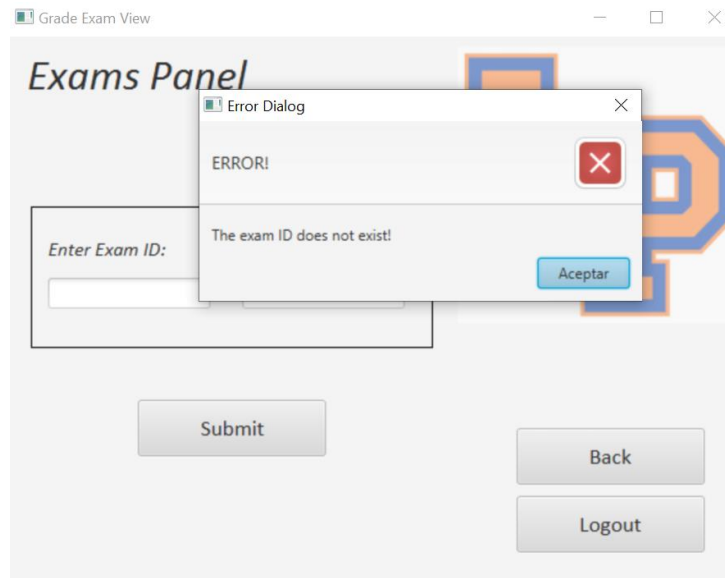 Grade Exam View
Exams Panel
Error Dialog
ERROR!
The exam ID does not exist!
Aceptar
Enter Exam ID:
Submit
Back
Logout